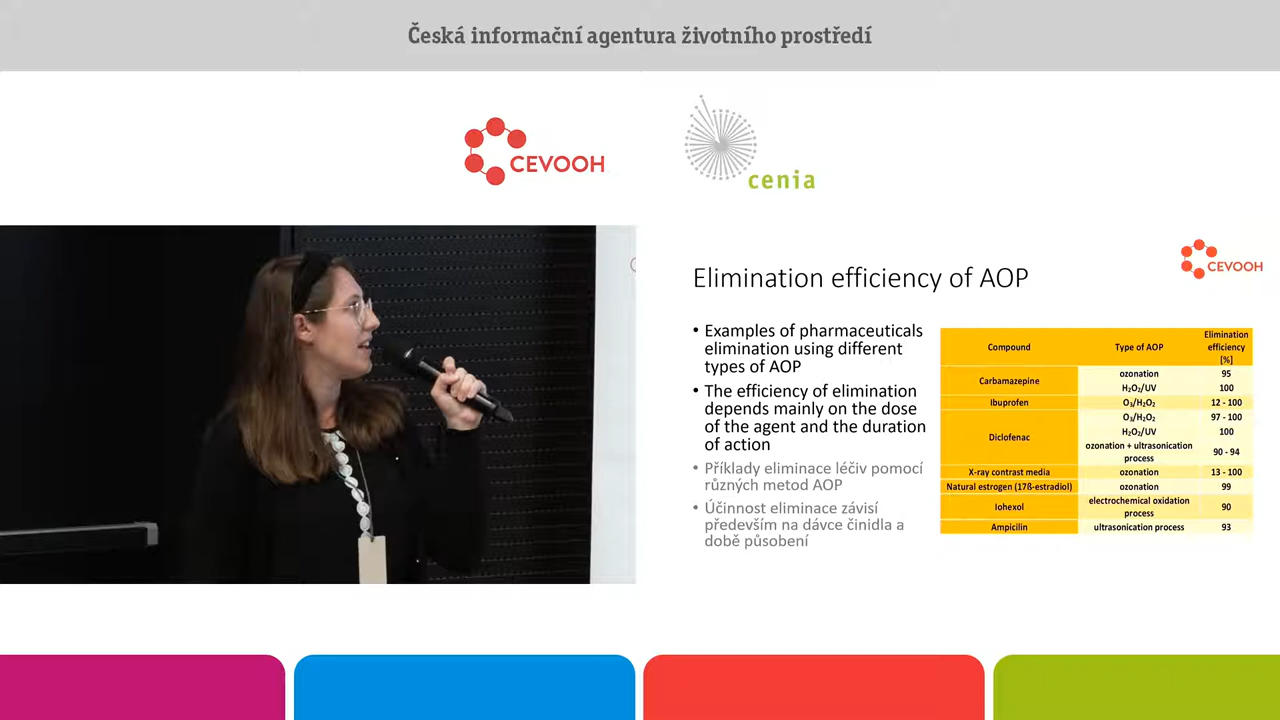 Česká informační agentura životního prostředí
CEVOOH
cenia
CEVOOH
Elimination efficiency of AOP
• Examples of pharmaceuticals
elimination using different
types of AOP
• The efficiency of elimination
depends mainly on the dose
of the agent and the duration
of action
• Příklady eliminace léčiv pomocí
různých metod AOP
• Účinnost eliminace závisí
především na dávce činidla a
době působení
Compound Type of AOP Elimination efficiency [%]
Carbamazepine ozonation 95
H₂O₂/UV 100
Ibuprofen O₃/H₂O₂ 12 - 100
Diclofenac O₃/H₂O₂ 97 - 100
H₂O₂/UV 100
ozonation + ultrasonication process 90 - 94
X-ray contrast media ozonation 13 - 100
Natural estrogen (17ß-estradiol) ozonation 99
Iohexol electrochemical oxidation process 90
Ampicilin ultrasonication process 93